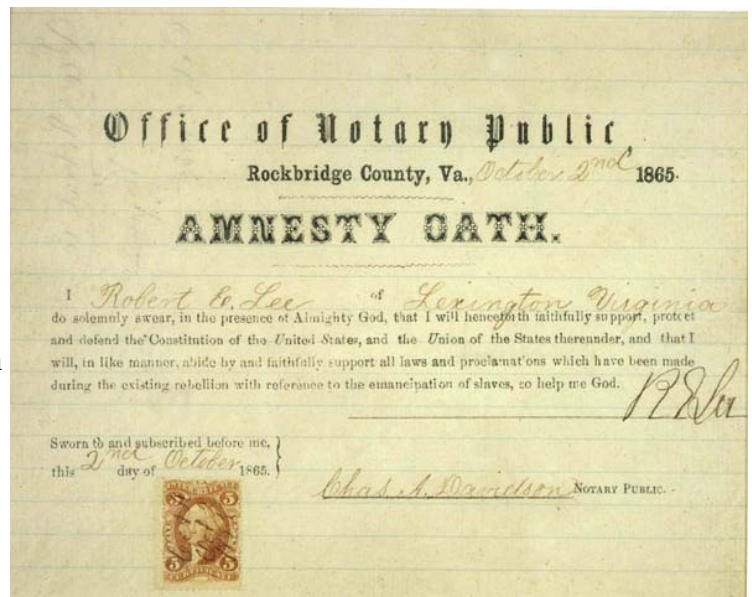 Office of Notary Public
Rockbridge County, Va., October 2nd 1865.
AMNESTY OATH.
I Robert E. Lee of Lexington Virginia
do solemnly swear, in the presence of Almighty God, that I will henceforth faithfully support, protect
and defend the Constitution of the United States, and the Union of the States thereunder, and that I
will, in like manner, abide by and faithfully support all laws and proclamations which have been made
during the existing rebellion with reference to the emancipation of slaves, so help me God.
R E Lee
Sworn to and subscribed before me,
this 2nd day of October 1865.
Chas. A. Davidson NOTARY PUBLIC.
5 5
5 CERTIFICATE 5